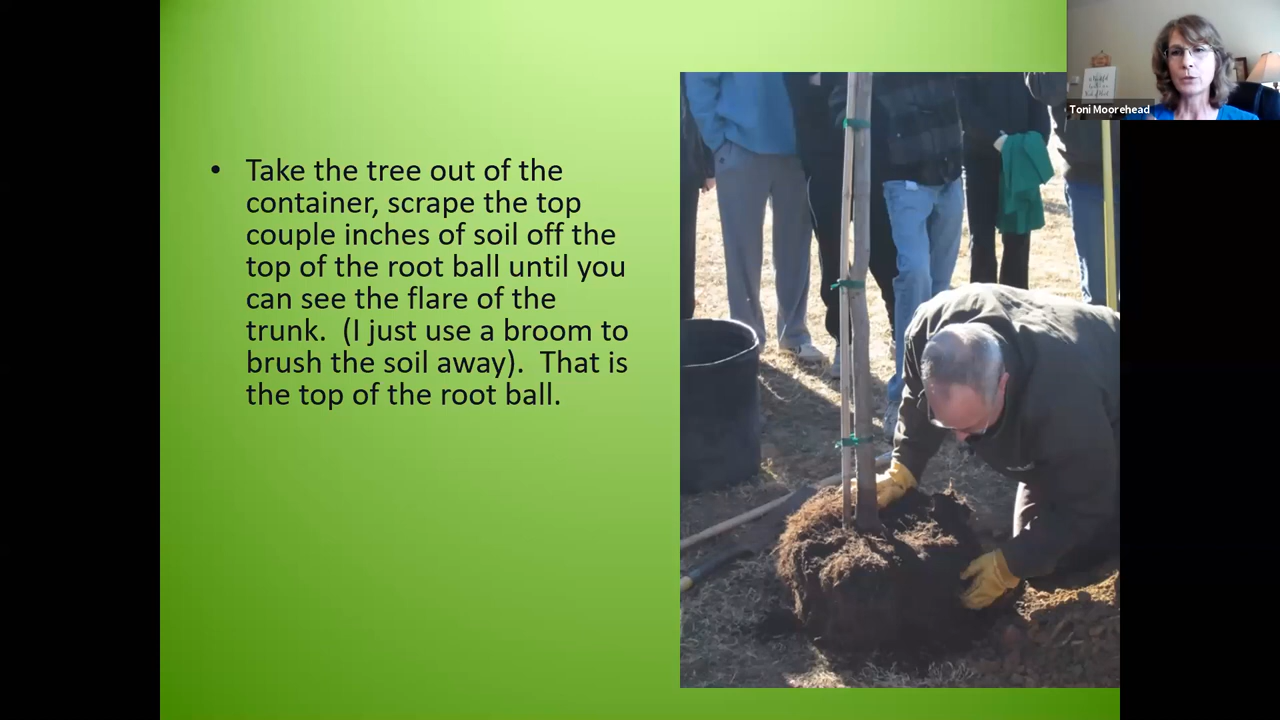 Toni Moorehead
• Take the tree out of the
container, scrape the top
couple inches of soil off the
top of the root ball until you
can see the flare of the
trunk.  (I just use a broom to
brush the soil away).  That is
the top of the root ball.